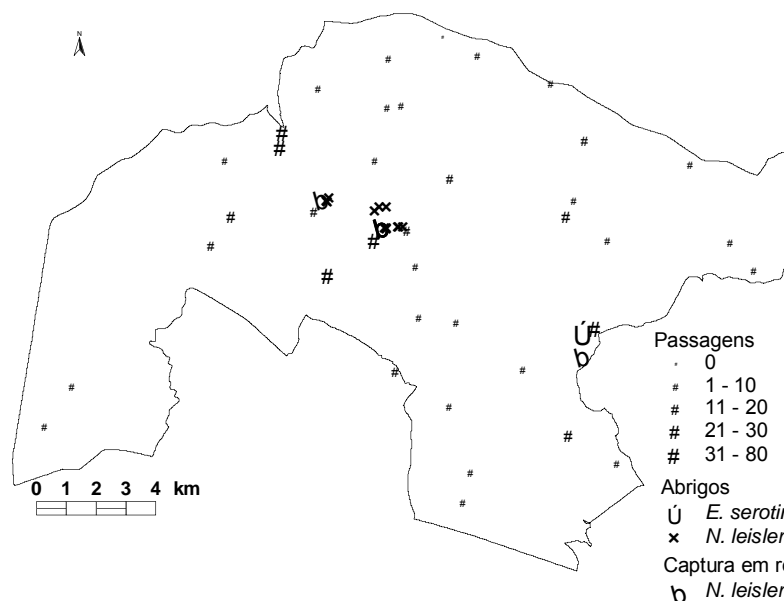 N
Passagens
0
1 - 10
11 - 20
21 - 30
31 - 80
0 1 2 3 4 km
Abrigos
E. serotin
N. leisler
Captura em re
N. leisler